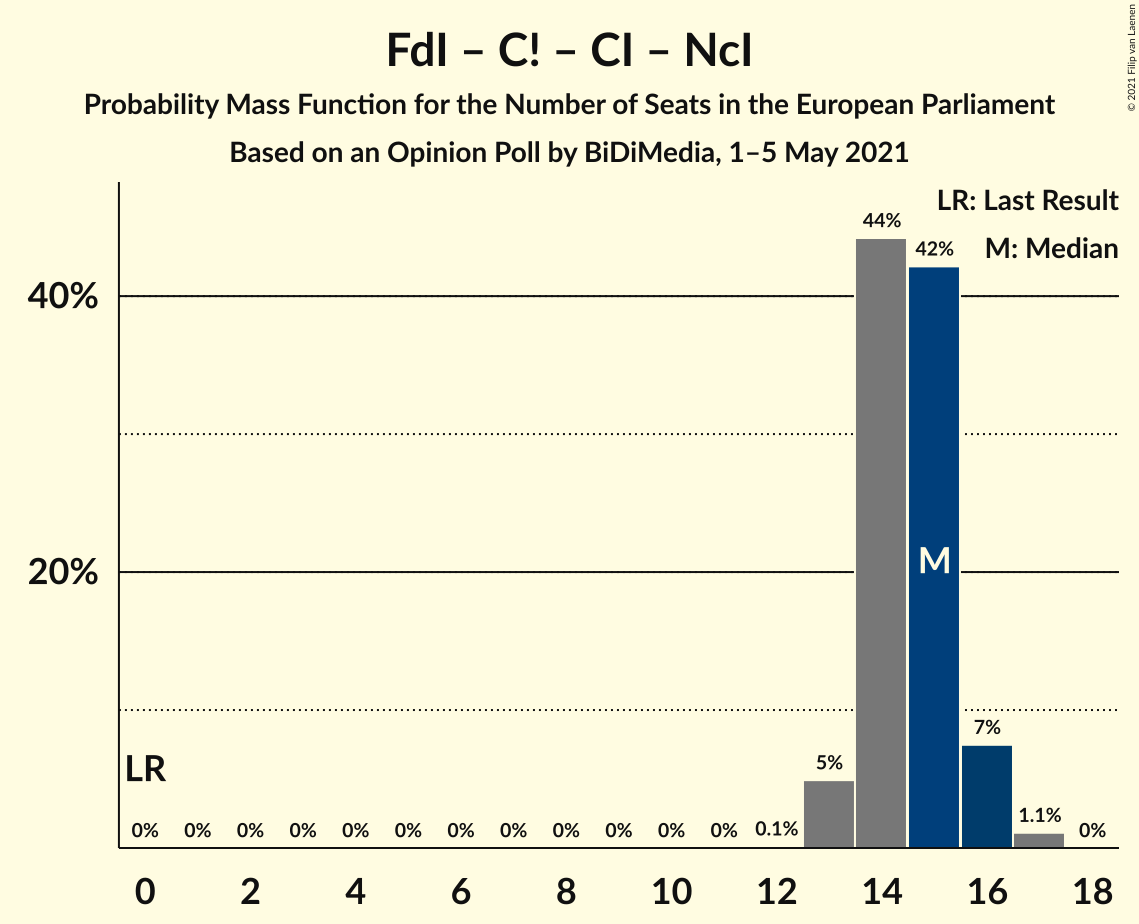 FdI – C! – CI – NcI
Probability Mass Function for the Number of Seats in the European Parliament
Based on an Opinion Poll by BiDiMedia, 1–5 May 2021
© 2021 Filip van Laenen
LR: Last Result
M: Median
44%
42%
40%
20%
M
7%
5%
LR
1.1%
0% 0% 0% 0% 0% 0% 0% 0% 0% 0% 0% 0% 0.1% 0%
0 2 4 6 8 10 12 14 16 18